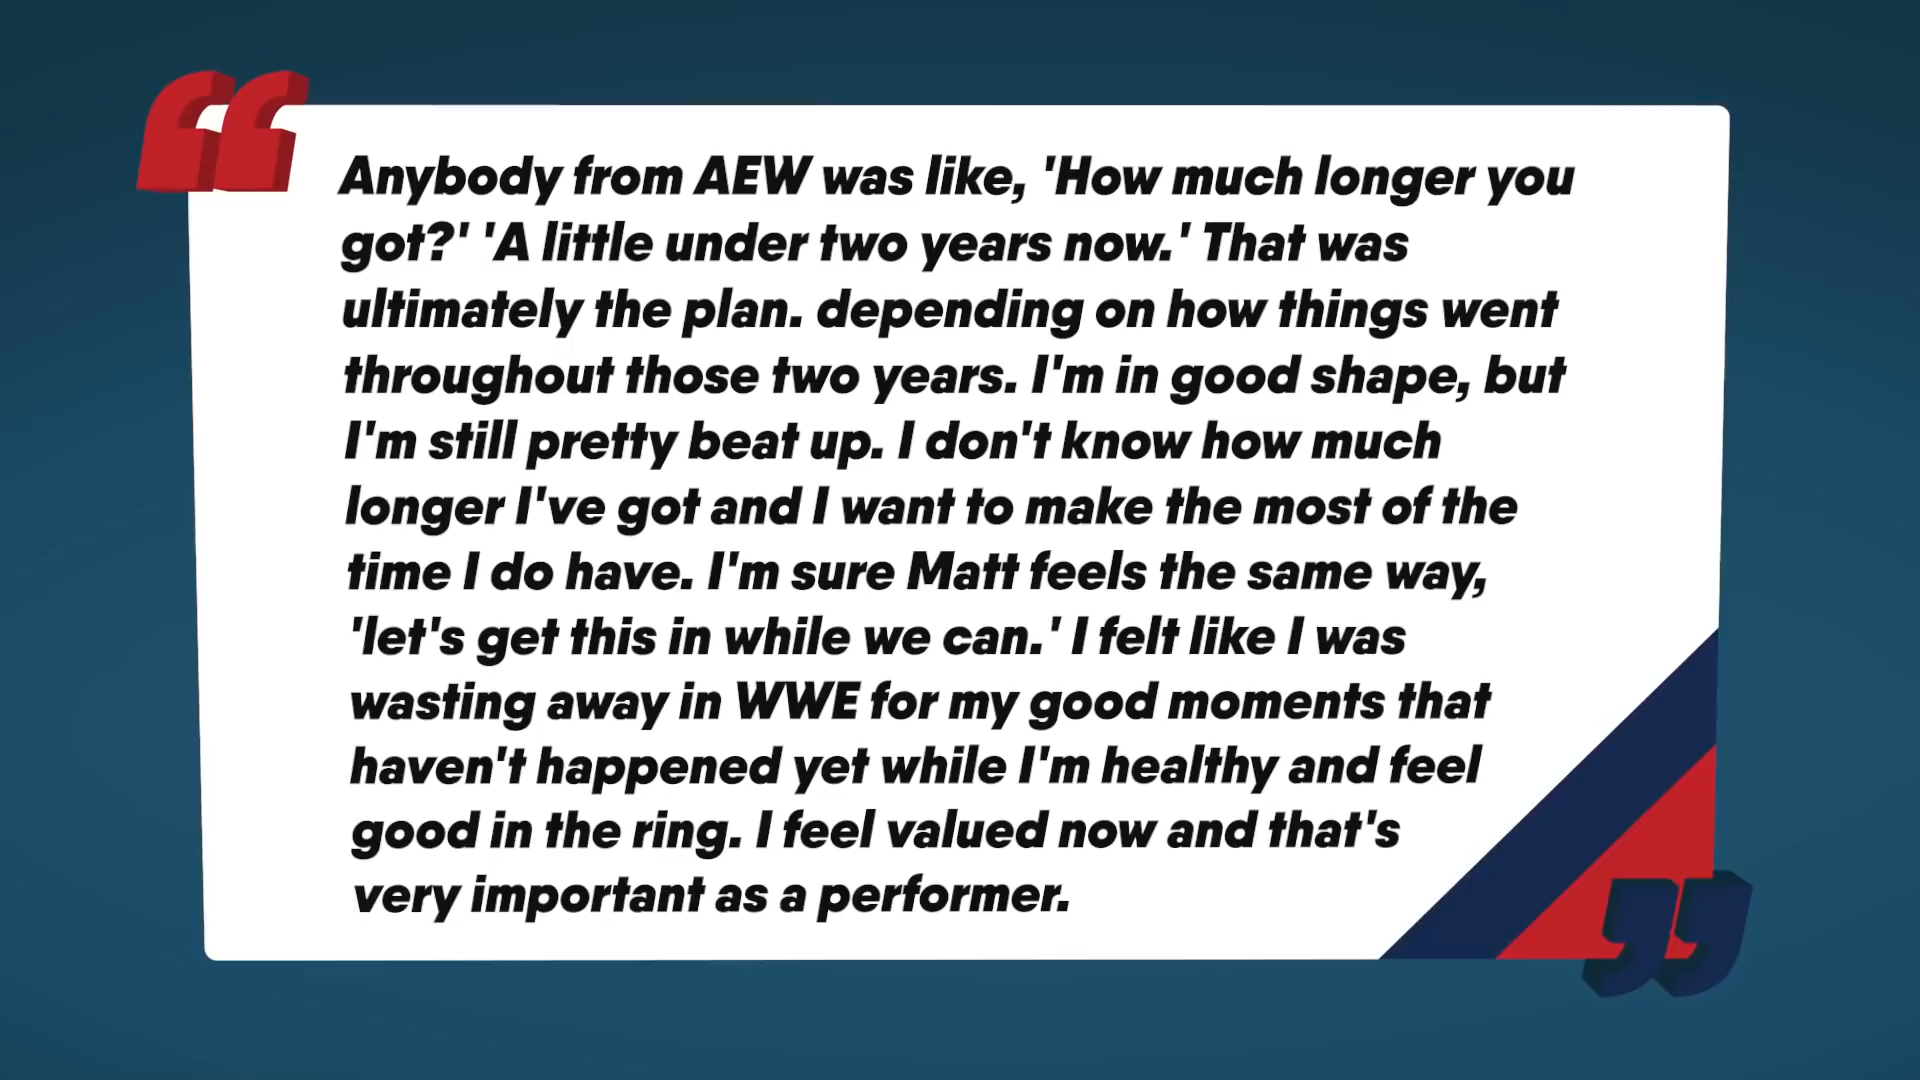 Anybody from AEW was like, 'How much longer you
got?' 'A little under two years now.' That was
ultimately the plan. depending on how things went
throughout those two years. I'm in good shape, but
I'm still pretty beat up. I don't know how much
longer I've got and I want to make the most of the
time I do have. I'm sure Matt feels the same way,
'let's get this in while we can.' I felt like I was
wasting away in WWE for my good moments that
haven't happened yet while I'm healthy and feel
good in the ring. I feel valued now and that's
very important as a performer.